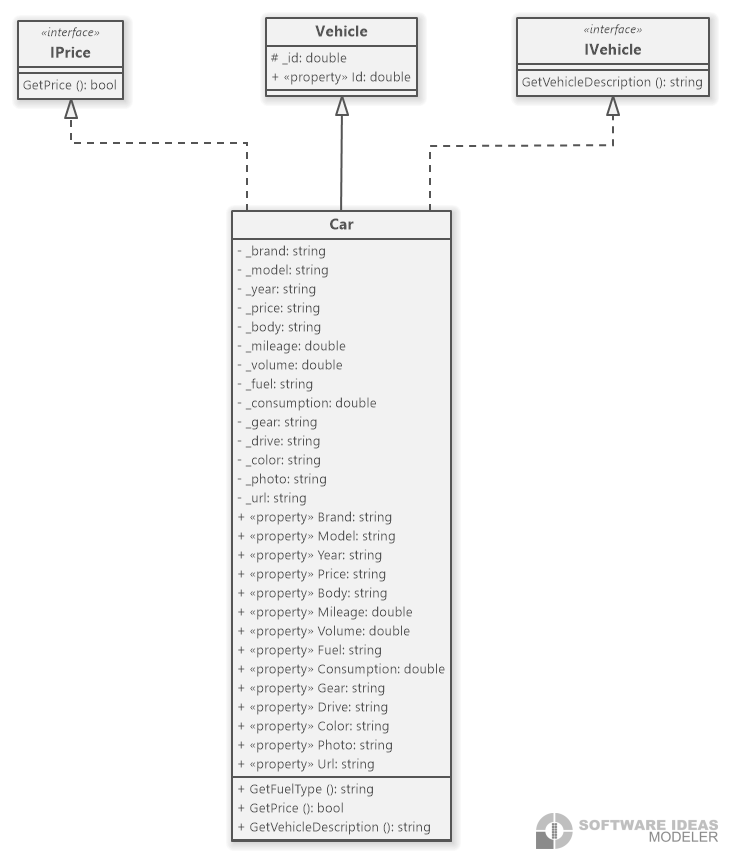 «interface»
IPrice
GetPrice (): bool
Vehicle
# _id: double
+ «property» Id: double
«interface»
IVehicle
GetVehicleDescription (): string
Car
- _brand: string
- _model: string
- _year: string
- _price: string
- _body: string
- _mileage: double
- _volume: double
- _fuel: string
- _consumption: double
- _gear: string
- _drive: string
- _color: string
- _photo: string
- _url: string
+ «property» Brand: string
+ «property» Model: string
+ «property» Year: string
+ «property» Price: string
+ «property» Body: string
+ «property» Mileage: double
+ «property» Volume: double
+ «property» Fuel: string
+ «property» Consumption: double
+ «property» Gear: string
+ «property» Drive: string
+ «property» Color: string
+ «property» Photo: string
+ «property» Url: string
+ GetFuelType (): string
+ GetPrice (): bool
+ GetVehicleDescription (): string
SOFTWARE IDEAS
MODELER